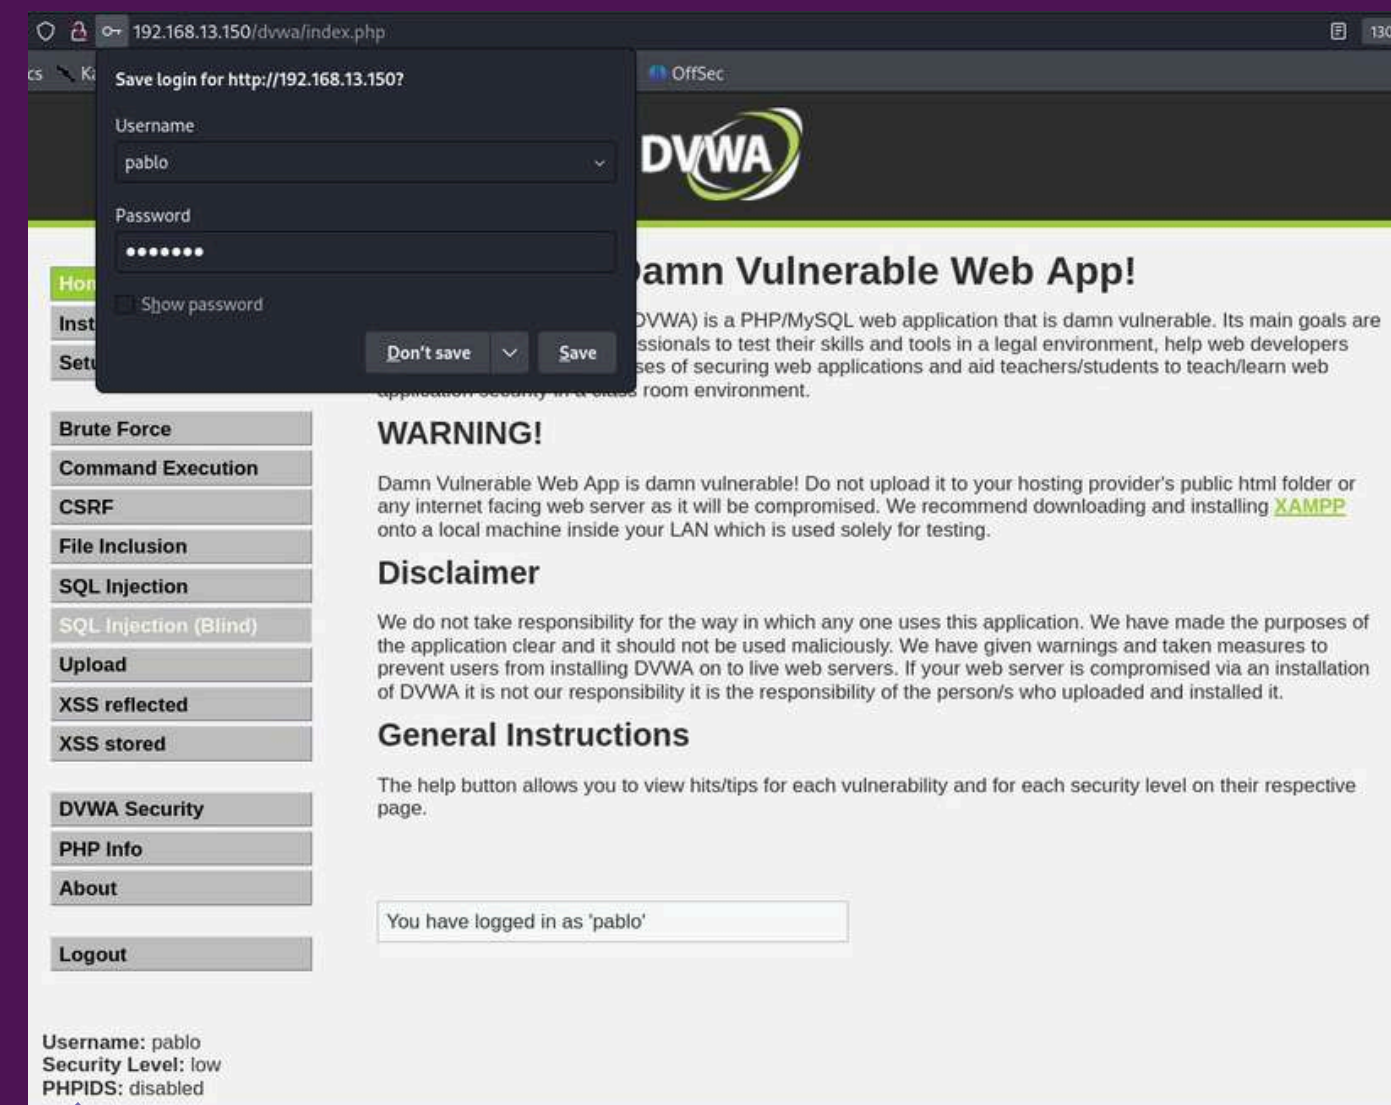 192.168.13.150/dvwa/index.php
130
cs
Ka
OffSec
Save login for http://192.168.13.150?
Username
pablo
Password
•••••••
Show password
Don't save
Save
DVWA
Damn Vulnerable Web App!
DVWA) is a PHP/MySQL web application that is damn vulnerable. Its main goals are
ssionals to test their skills and tools in a legal environment, help web developers
ses of securing web applications and aid teachers/students to teach/learn web
application security in a class room environment.
Hom
Inst
Setu
Brute Force
Command Execution
CSRF
File Inclusion
SQL Injection
SQL Injection (Blind)
Upload
XSS reflected
XSS stored
DVWA Security
PHP Info
About
Logout
WARNING!
Damn Vulnerable Web App is damn vulnerable! Do not upload it to your hosting provider's public html folder or
any internet facing web server as it will be compromised. We recommend downloading and installing XAMPP
onto a local machine inside your LAN which is used solely for testing.
Disclaimer
We do not take responsibility for the way in which any one uses this application. We have made the purposes of
the application clear and it should not be used maliciously. We have given warnings and taken measures to
prevent users from installing DVWA on to live web servers. If your web server is compromised via an installation
of DVWA it is not our responsibility it is the responsibility of the person/s who uploaded and installed it.
General Instructions
The help button allows you to view hits/tips for each vulnerability and for each security level on their respective
page.
You have logged in as 'pablo'
Username: pablo
Security Level: low
PHPIDS: disabled